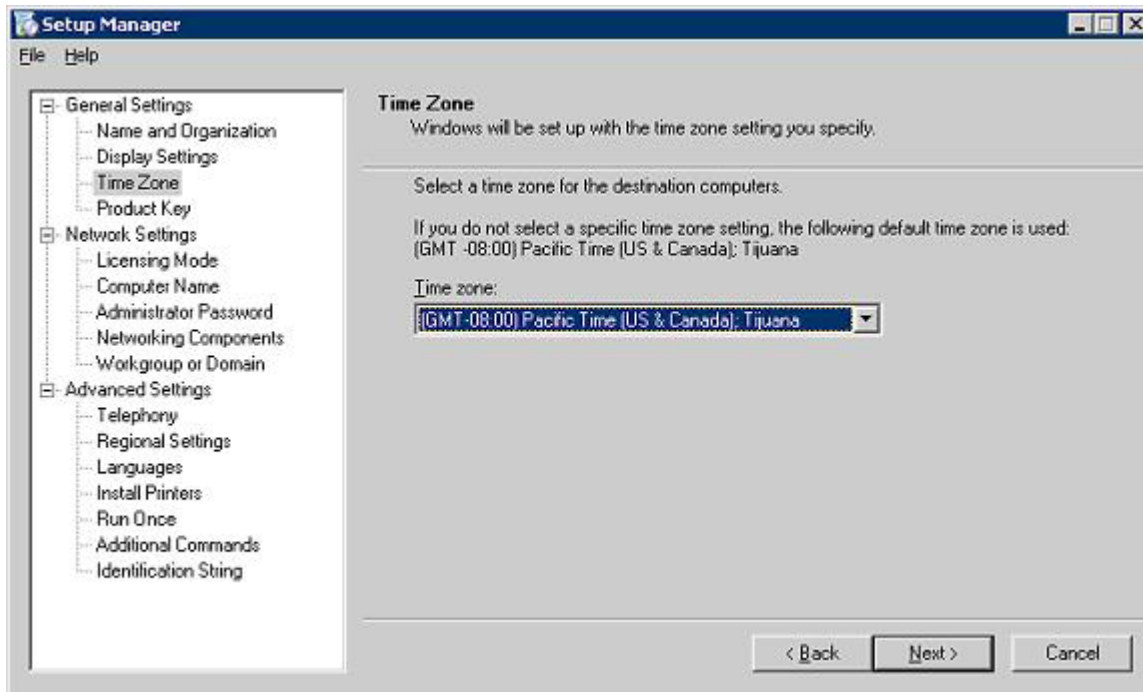 Setup Manager
File Help
General Settings
Name and Organization
Display Settings
Time Zone
Product Key
Network Settings
Licensing Mode
Computer Name
Administrator Password
Networking Components
Workgroup or Domain
Advanced Settings
Telephony
Regional Settings
Languages
Install Printers
Run Once
Additional Commands
Identification String
Time Zone
Windows will be set up with the time zone setting you specify.
Select a time zone for the destination computers.
If you do not select a specific time zone setting, the following default time zone is used:
(GMT -08:00) Pacific Time (US & Canada); Tijuana
Time zone:
(GMT-08:00) Pacific Time (US & Canada); Tijuana
< Back Next > Cancel